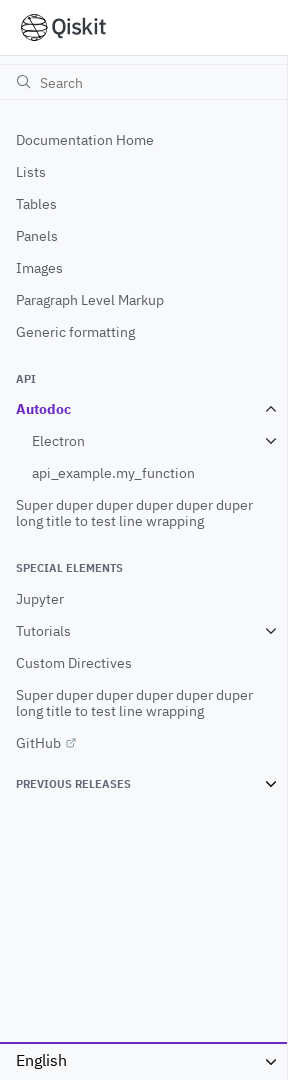 Qiskit
Search
Documentation Home
Lists
Tables
Panels
Images
Paragraph Level Markup
Generic formatting
API
Autodoc
Electron
api_example.my_function
Super duper duper duper duper duper
long title to test line wrapping
SPECIAL ELEMENTS
Jupyter
Tutorials
Custom Directives
Super duper duper duper duper duper
long title to test line wrapping
GitHub
PREVIOUS RELEASES
English